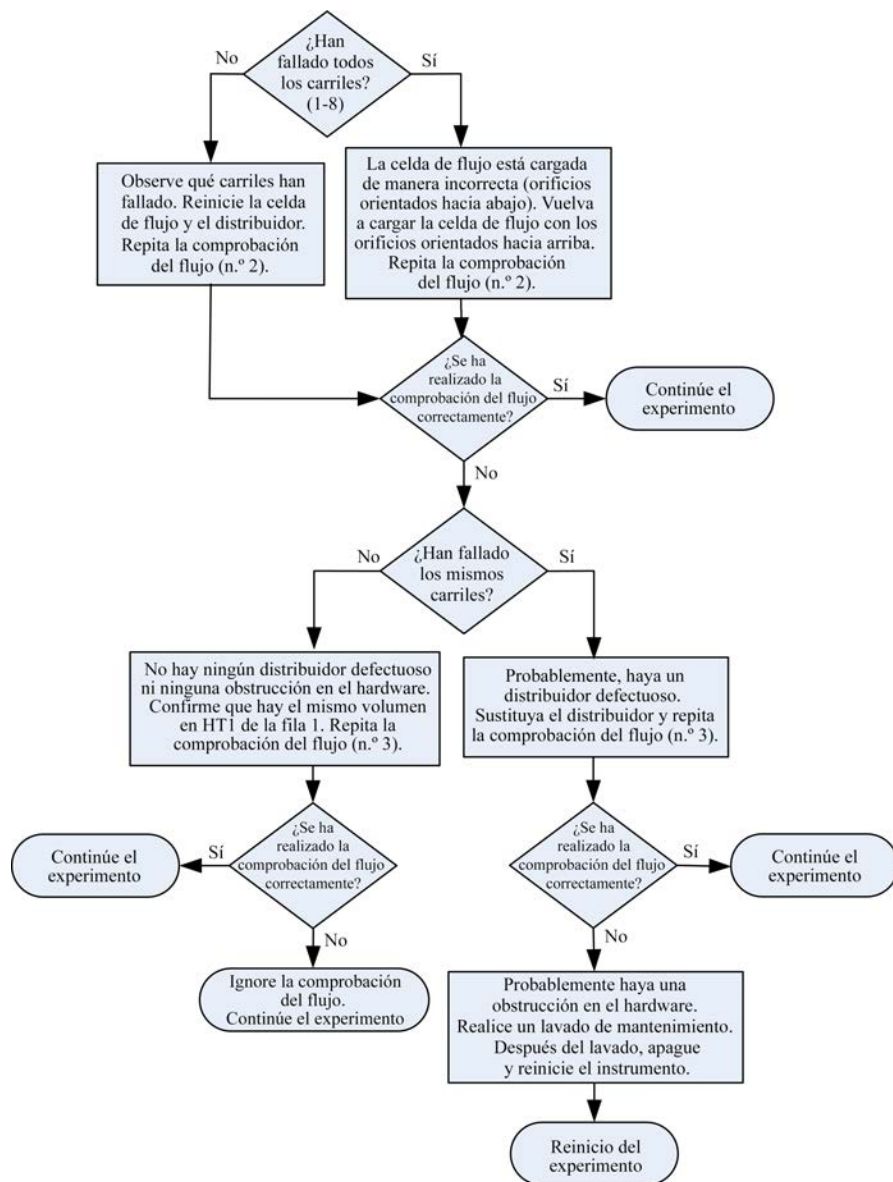 ¿Han
fallado todos
los carriles?
(1-8)
No
Sí
Observe qué carriles han
fallado. Reinicie la celda
de flujo y el distribuidor.
Repita la comprobación
del flujo (n.º 2).
La celda de flujo está cargada
de manera incorrecta (orificios
orientados hacia abajo). Vuelva
a cargar la celda de flujo con los
orificios orientados hacia arriba.
Repita la comprobación
del flujo (n.º 2).
¿Se ha
realizado la
comprobación del flujo
correctamente?
Sí
Continúe el
experimento
No
¿Han fallado
los mismos
carriles?
No
Sí
No hay ningún distribuidor defectuoso
ni ninguna obstrucción en el hardware.
Confirme que hay el mismo volumen
en HT1 de la fila 1. Repita la
comprobación del flujo (n.º 3).
Probablemente, haya un
distribuidor defectuoso.
Sustituya el distribuidor y repita
la comprobación del flujo (n.º 3).
¿Se ha
realizado la
comprobación del flujo
correctamente?
Sí
Continúe el
experimento
No
Ignore la comprobación
del flujo.
Continúe el experimento
¿Se ha
realizado la
comprobación del flujo
correctamente?
Sí
Continúe el
experimento
No
Probablemente haya una
obstrucción en el hardware.
Realice un lavado de mantenimiento.
Después del lavado, apague
y reinicie el instrumento.
Reinicio del
experimento